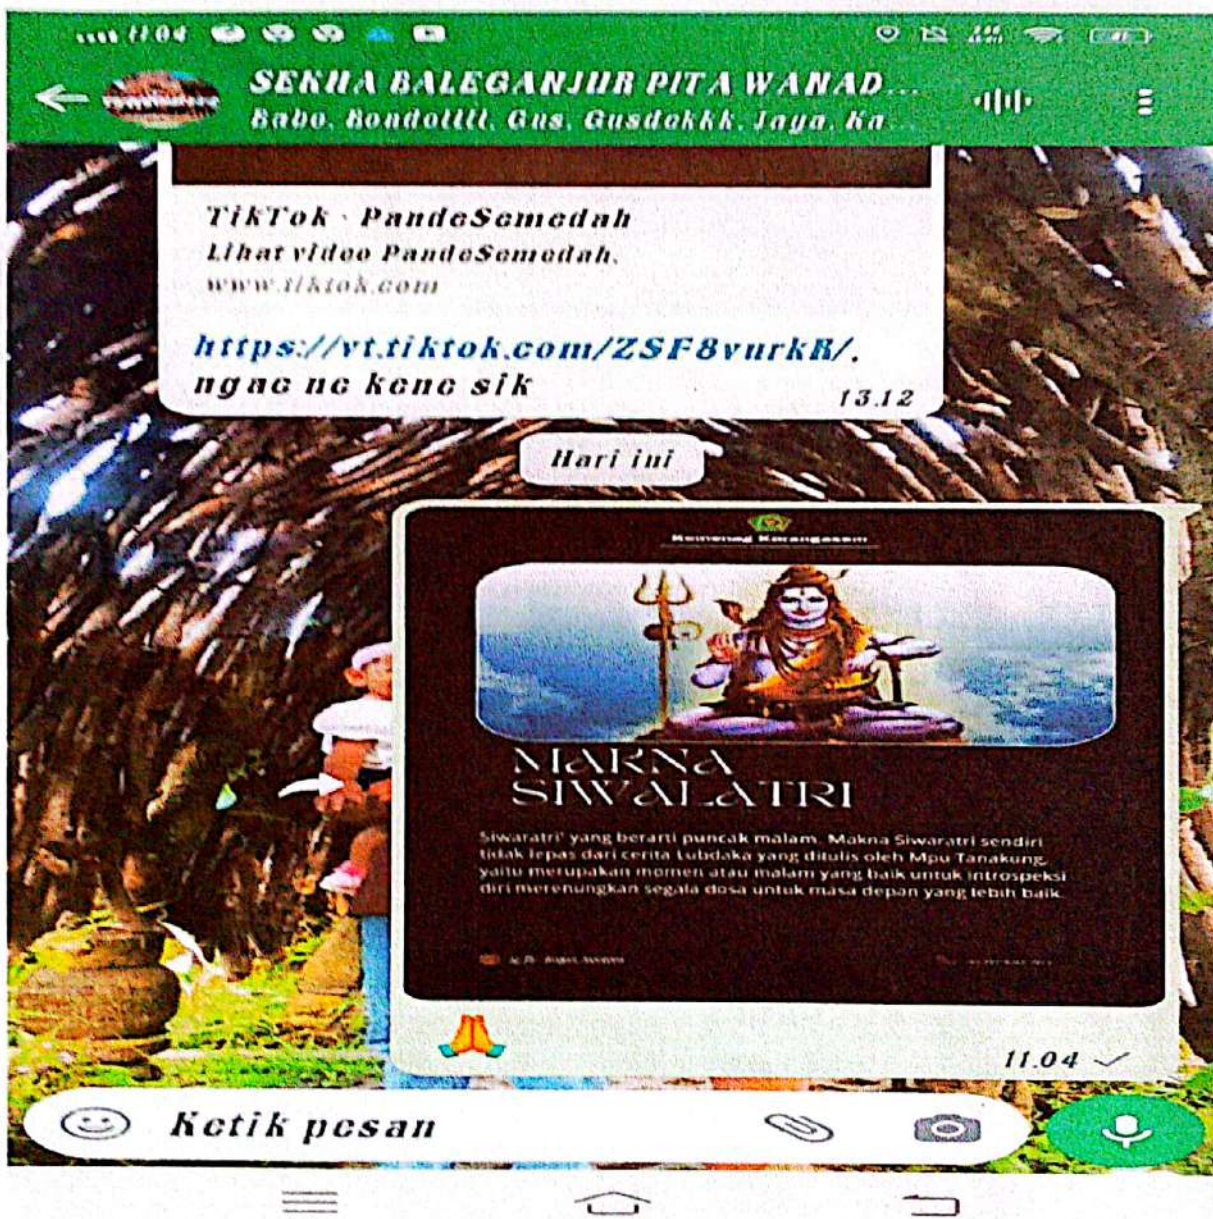 11.04
SEKHA BALEGANJUR PITA WANAD...
Babo, Bondollll, Gus, Gusdekkk, Jaya, Ka...
TikTok · PandeSemedah
Lihat video PandeSemedah.
www.tiktok.com
https://vt.tiktok.com/ZSF8vurkR/.
ngae ne kene sik
13.12
Hari ini
Kemenag Karangasem
MAKNA
SIWALATRI
Siwaratri' yang berarti puncak malam. Makna Siwaratri sendiri
tidak lepas dari cerita Lubdaka yang ditulis oleh Mpu Tanakung,
yaitu merupakan momen atau malam yang baik untuk introspeksi
diri merenungkan segala dosa untuk masa depan yang lebih baik.
11.04
Ketik pesan